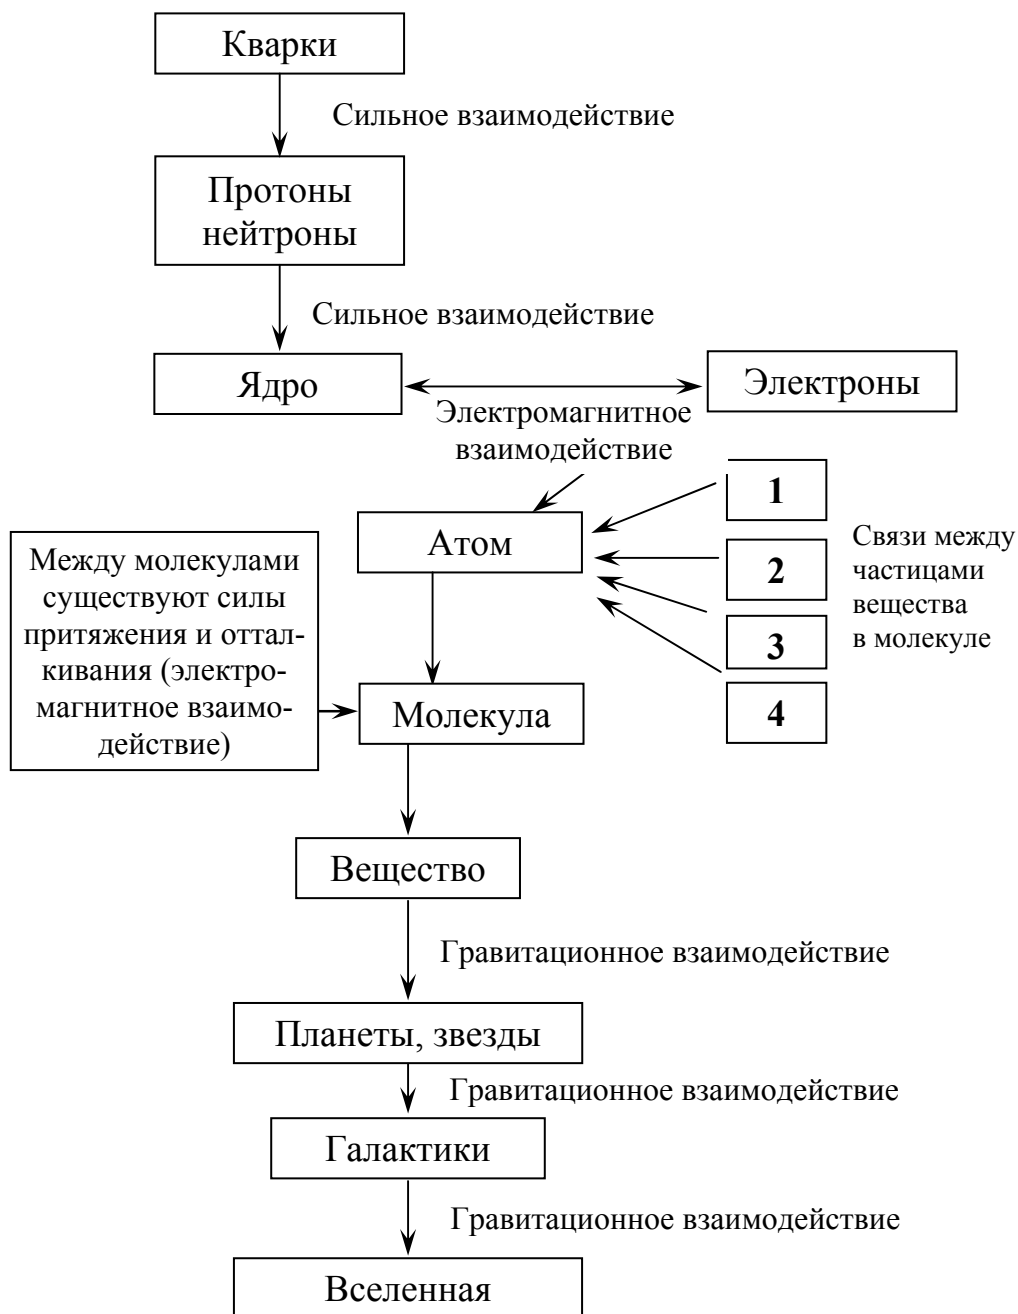 Кварки
Сильное взаимодействие
Протоны
нейтроны
Сильное взаимодействие
Ядро
Электроны
Электромагнитное
взаимодействие
1
Атом
2
Связи между
частицами
вещества
в молекуле
3
4
Между молекулами
существуют силы
притяжения и оттал-
кивания (электро-
магнитное взаимо-
действие)
Молекула
Вещество
Гравитационное взаимодействие
Планеты, звезды
Гравитационное взаимодействие
Галактики
Гравитационное взаимодействие
Вселенная